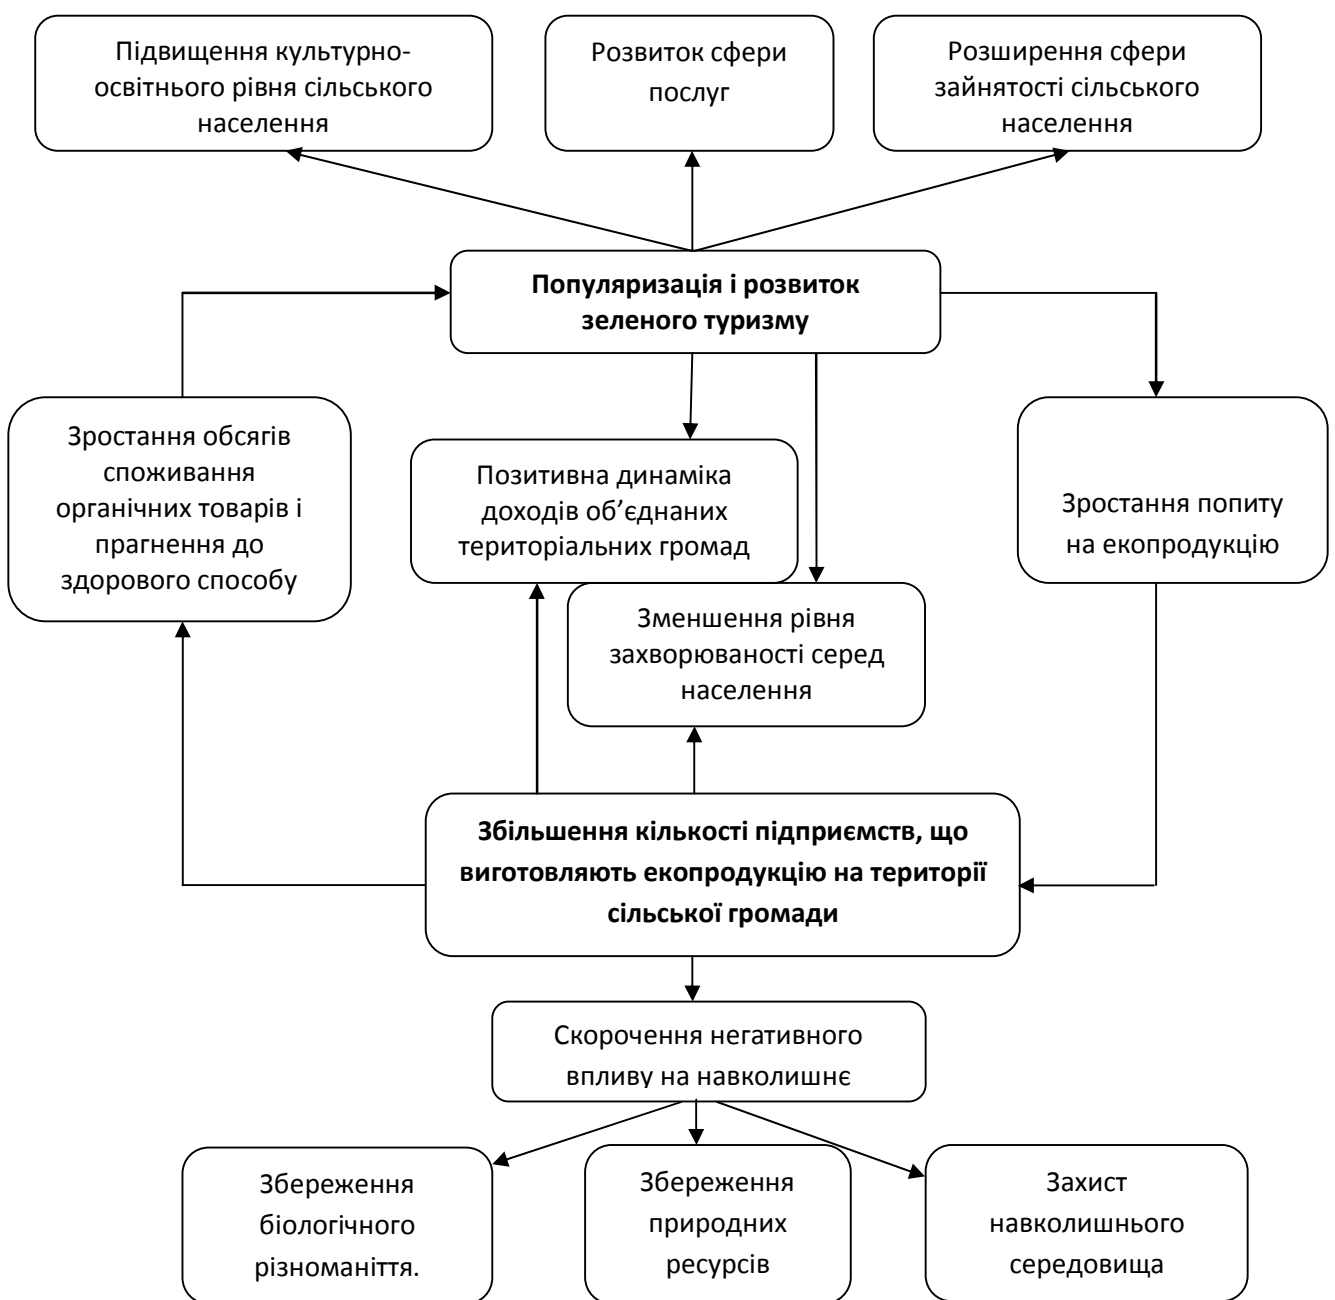 Підвищення культурно-
освітнього рівня сільського
населення
Розвиток сфери
послуг
Розширення сфери
зайнятості сільського
населення
Популяризація і розвиток
зеленого туризму
Зростання обсягів
споживання
органічних товарів і
прагнення до
здорового способу
Позитивна динаміка
доходів об’єднаних
територіальних громад
Зростання попиту
на екопродукцію
Зменшення рівня
захворюваності серед
населення
Збільшення кількості підприємств, що
виготовляють екопродукцію на території
сільської громади
Скорочення негативного
впливу на навколишнє
Збереження
біологічного
різноманіття.
Збереження
природних
ресурсів
Захист
навколишнього
середовища